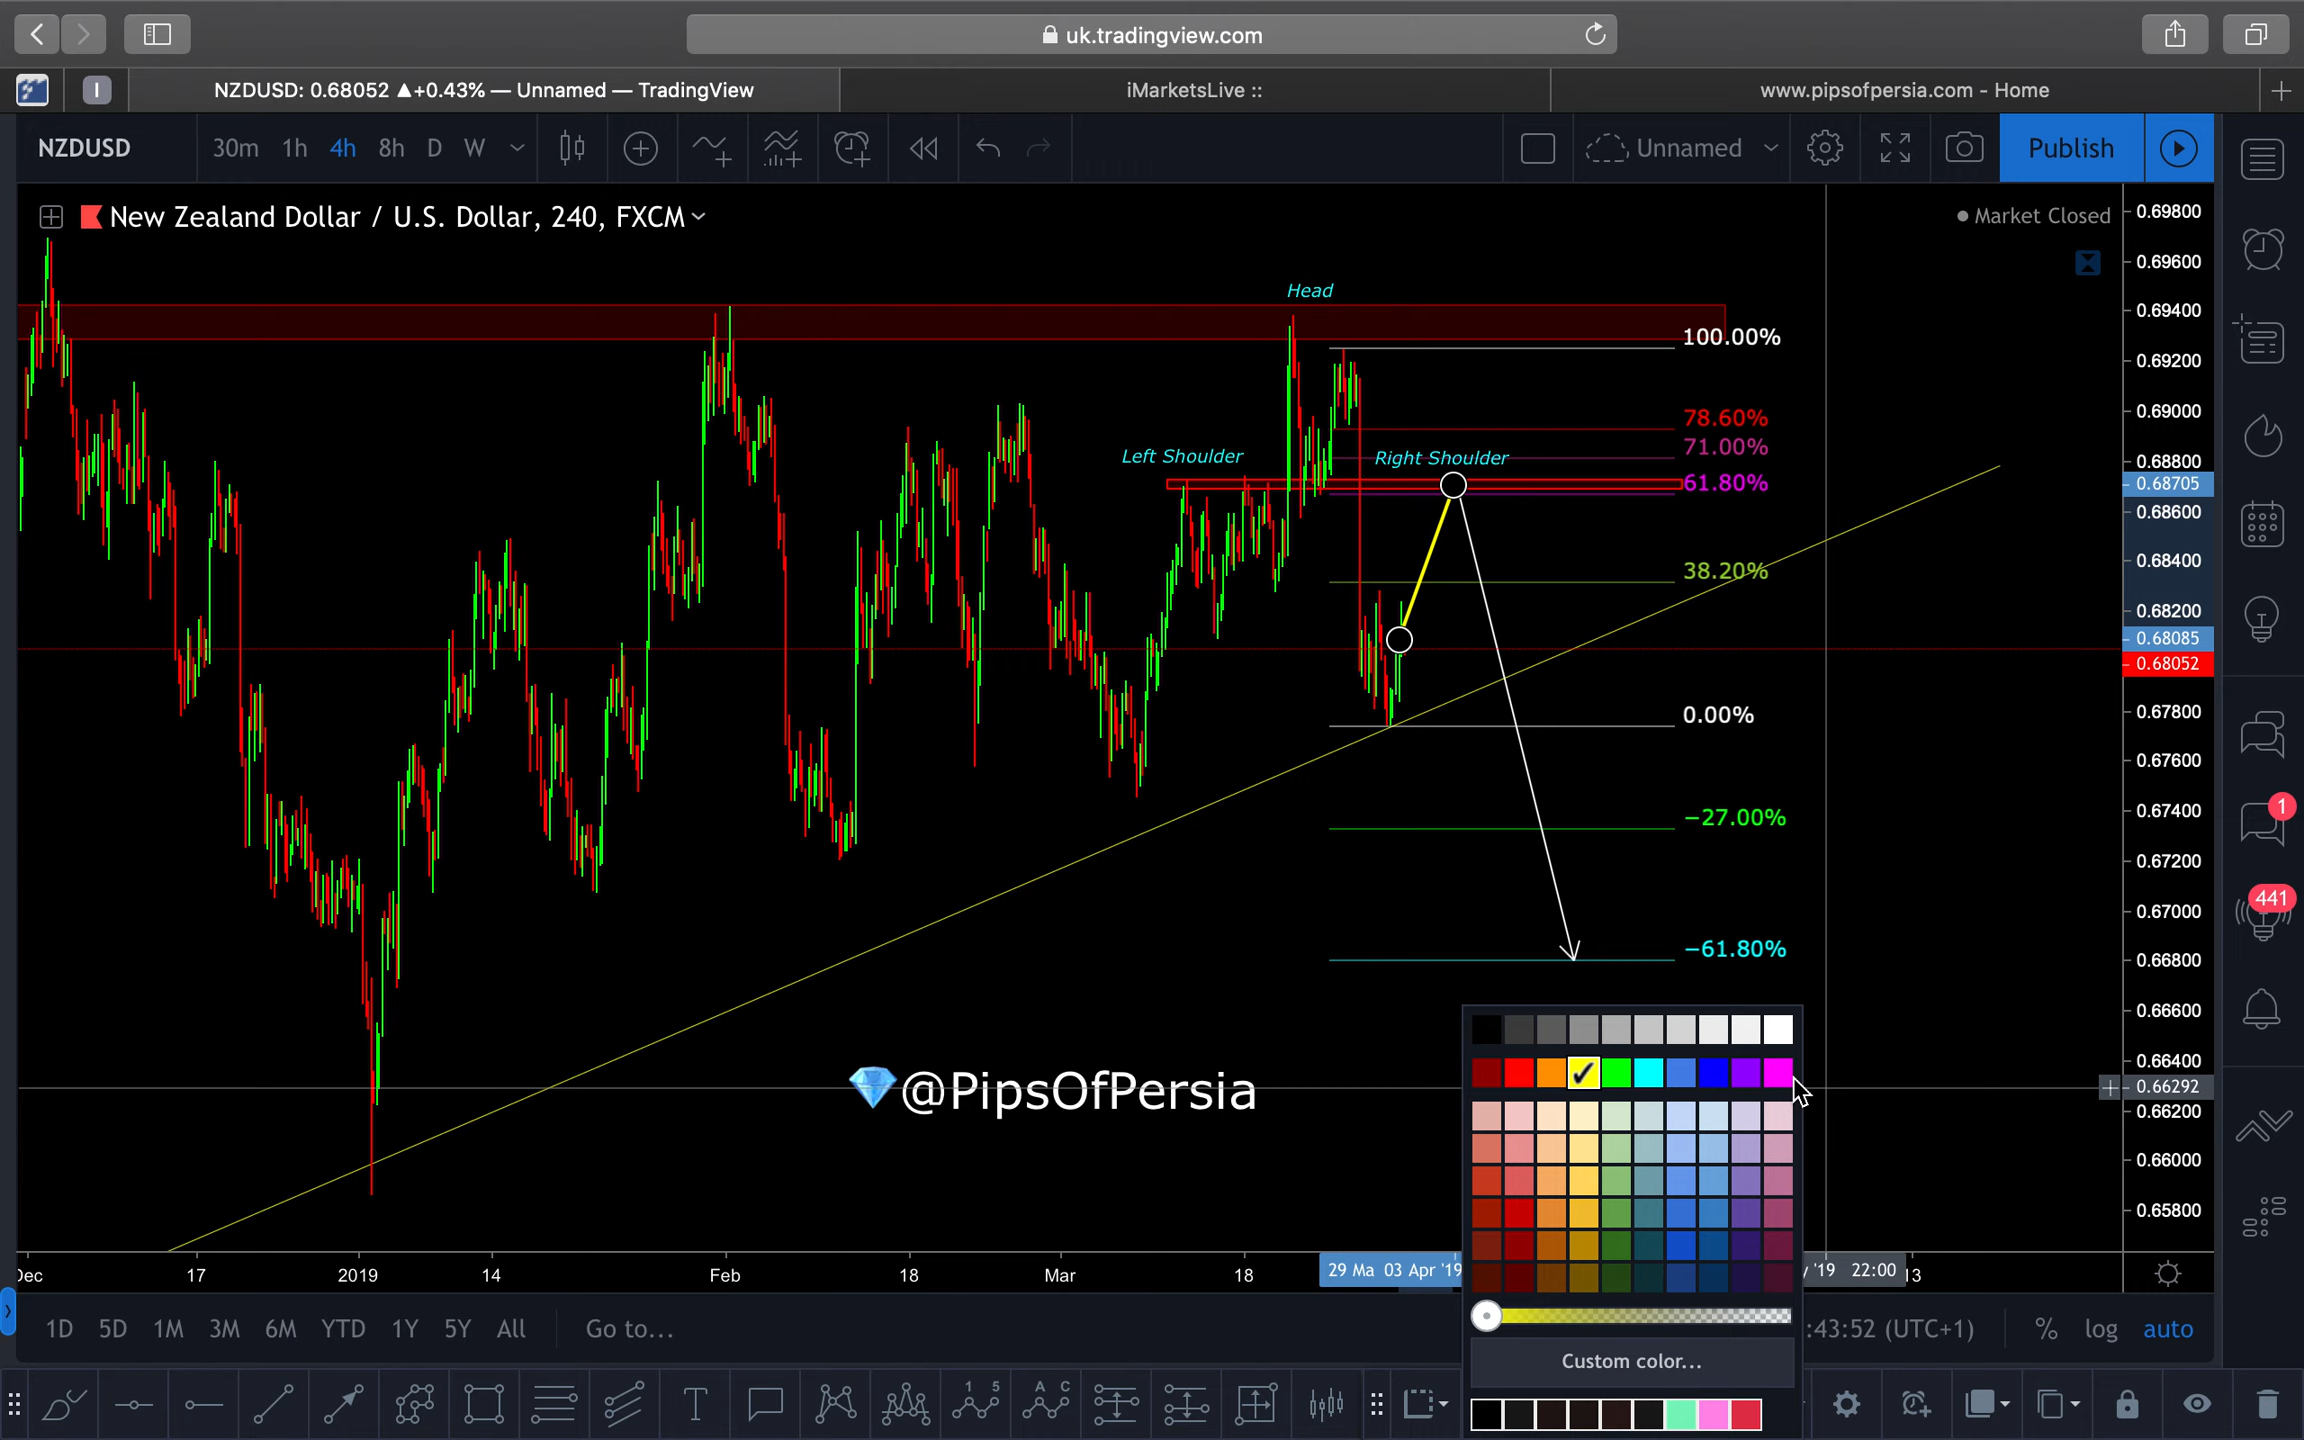 uk.tradingview.com
I
NZDUSD: 0.68052 ▲+0.43% — Unnamed — TradingView
iMarketsLive ::
www.pipsofpersia.com - Home
NZDUSD
30m 1h 4h 8h D W
Unnamed
Publish
New Zealand Dollar / U.S. Dollar, 240, FXCM
Market Closed
0.69800
0.69600
Head
0.69400
100.00%
0.69200
0.69000
78.60%
71.00%
Left Shoulder
Right Shoulder
0.68800
61.80%
0.68705
0.68600
0.68400
38.20%
0.68200
0.68085
0.68052
0.67800
0.00%
0.67600
0.67400
−27.00%
0.67200
0.67000
−61.80%
0.66800
0.66600
0.66400
0.66292
0.66200
0.66000
0.65800
@PipsOfPersia
1
441
Dec 17 2019 14 Feb 18 Mar 18
29 Ma 03 Apr '19
'19 22:00
13
1D 5D 1M 3M 6M YTD 1Y 5Y All
Go to...
:43:52 (UTC+1)
% log auto
Custom color...
T
1 5
A C